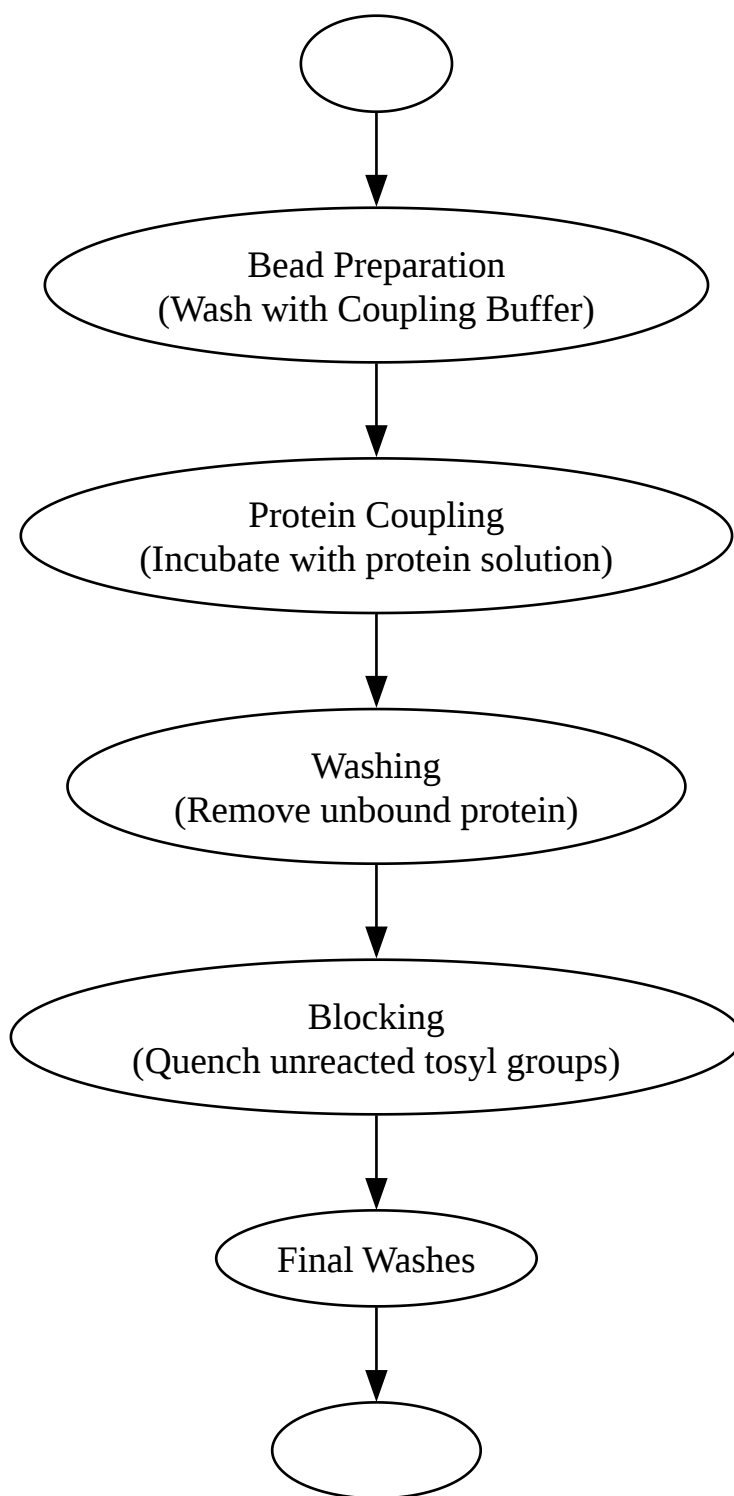 Bead Preparation
(Wash with Coupling Buffer)
Protein Coupling
(Incubate with protein solution)
Washing
(Remove unbound protein)
Blocking
(Quench unreacted tosyl groups)
Final Washes